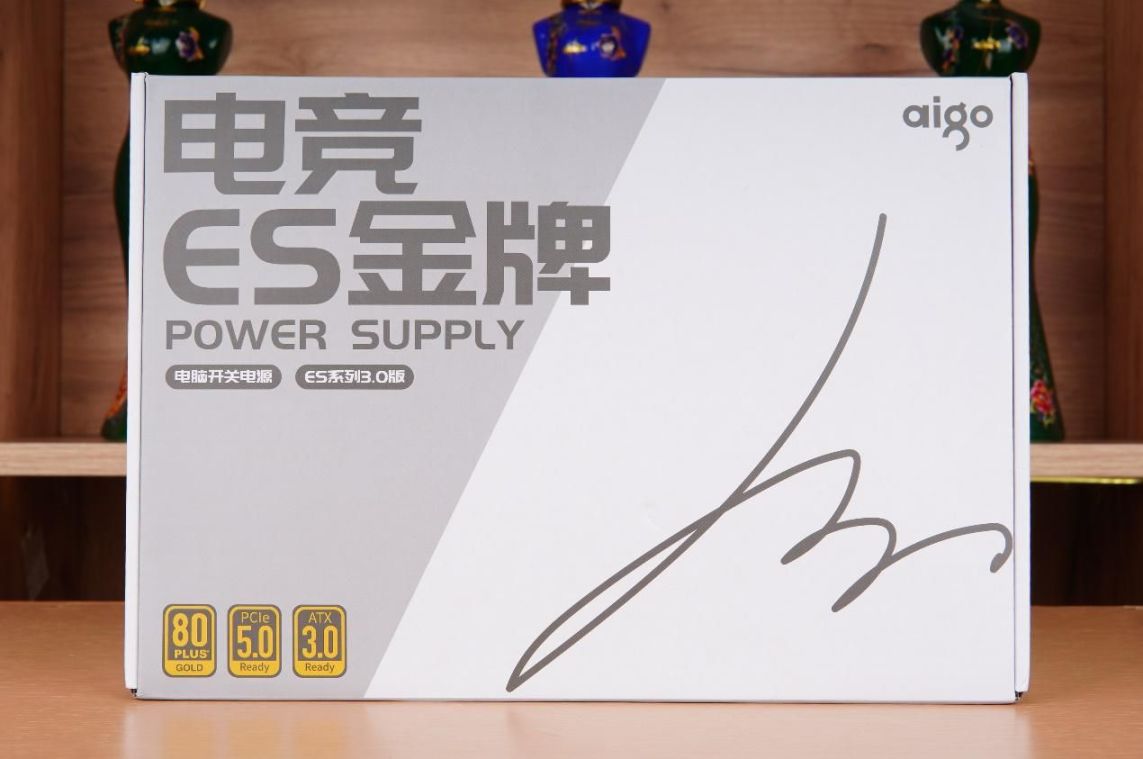 电竞
aigo
ES金牌
POWER SUPPLY
电脑开关电源 ES系列3.0版
80 PLUS GOLD
PCIe 5.0 Ready
ATX 3.0 Ready